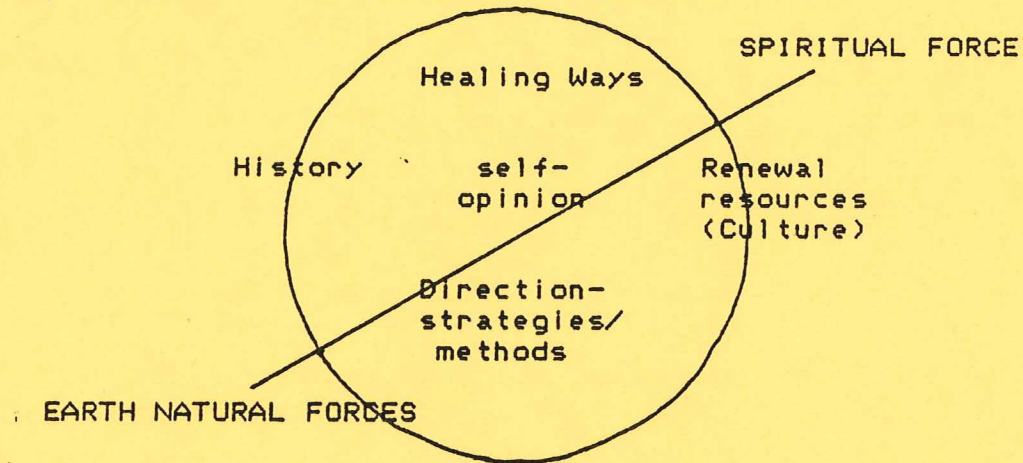 SPIRITUAL FORCE
Healing Ways
History
self-
opinion
Renewal
resources
(Culture)
Direction-
strategies/
methods
EARTH NATURAL FORCES